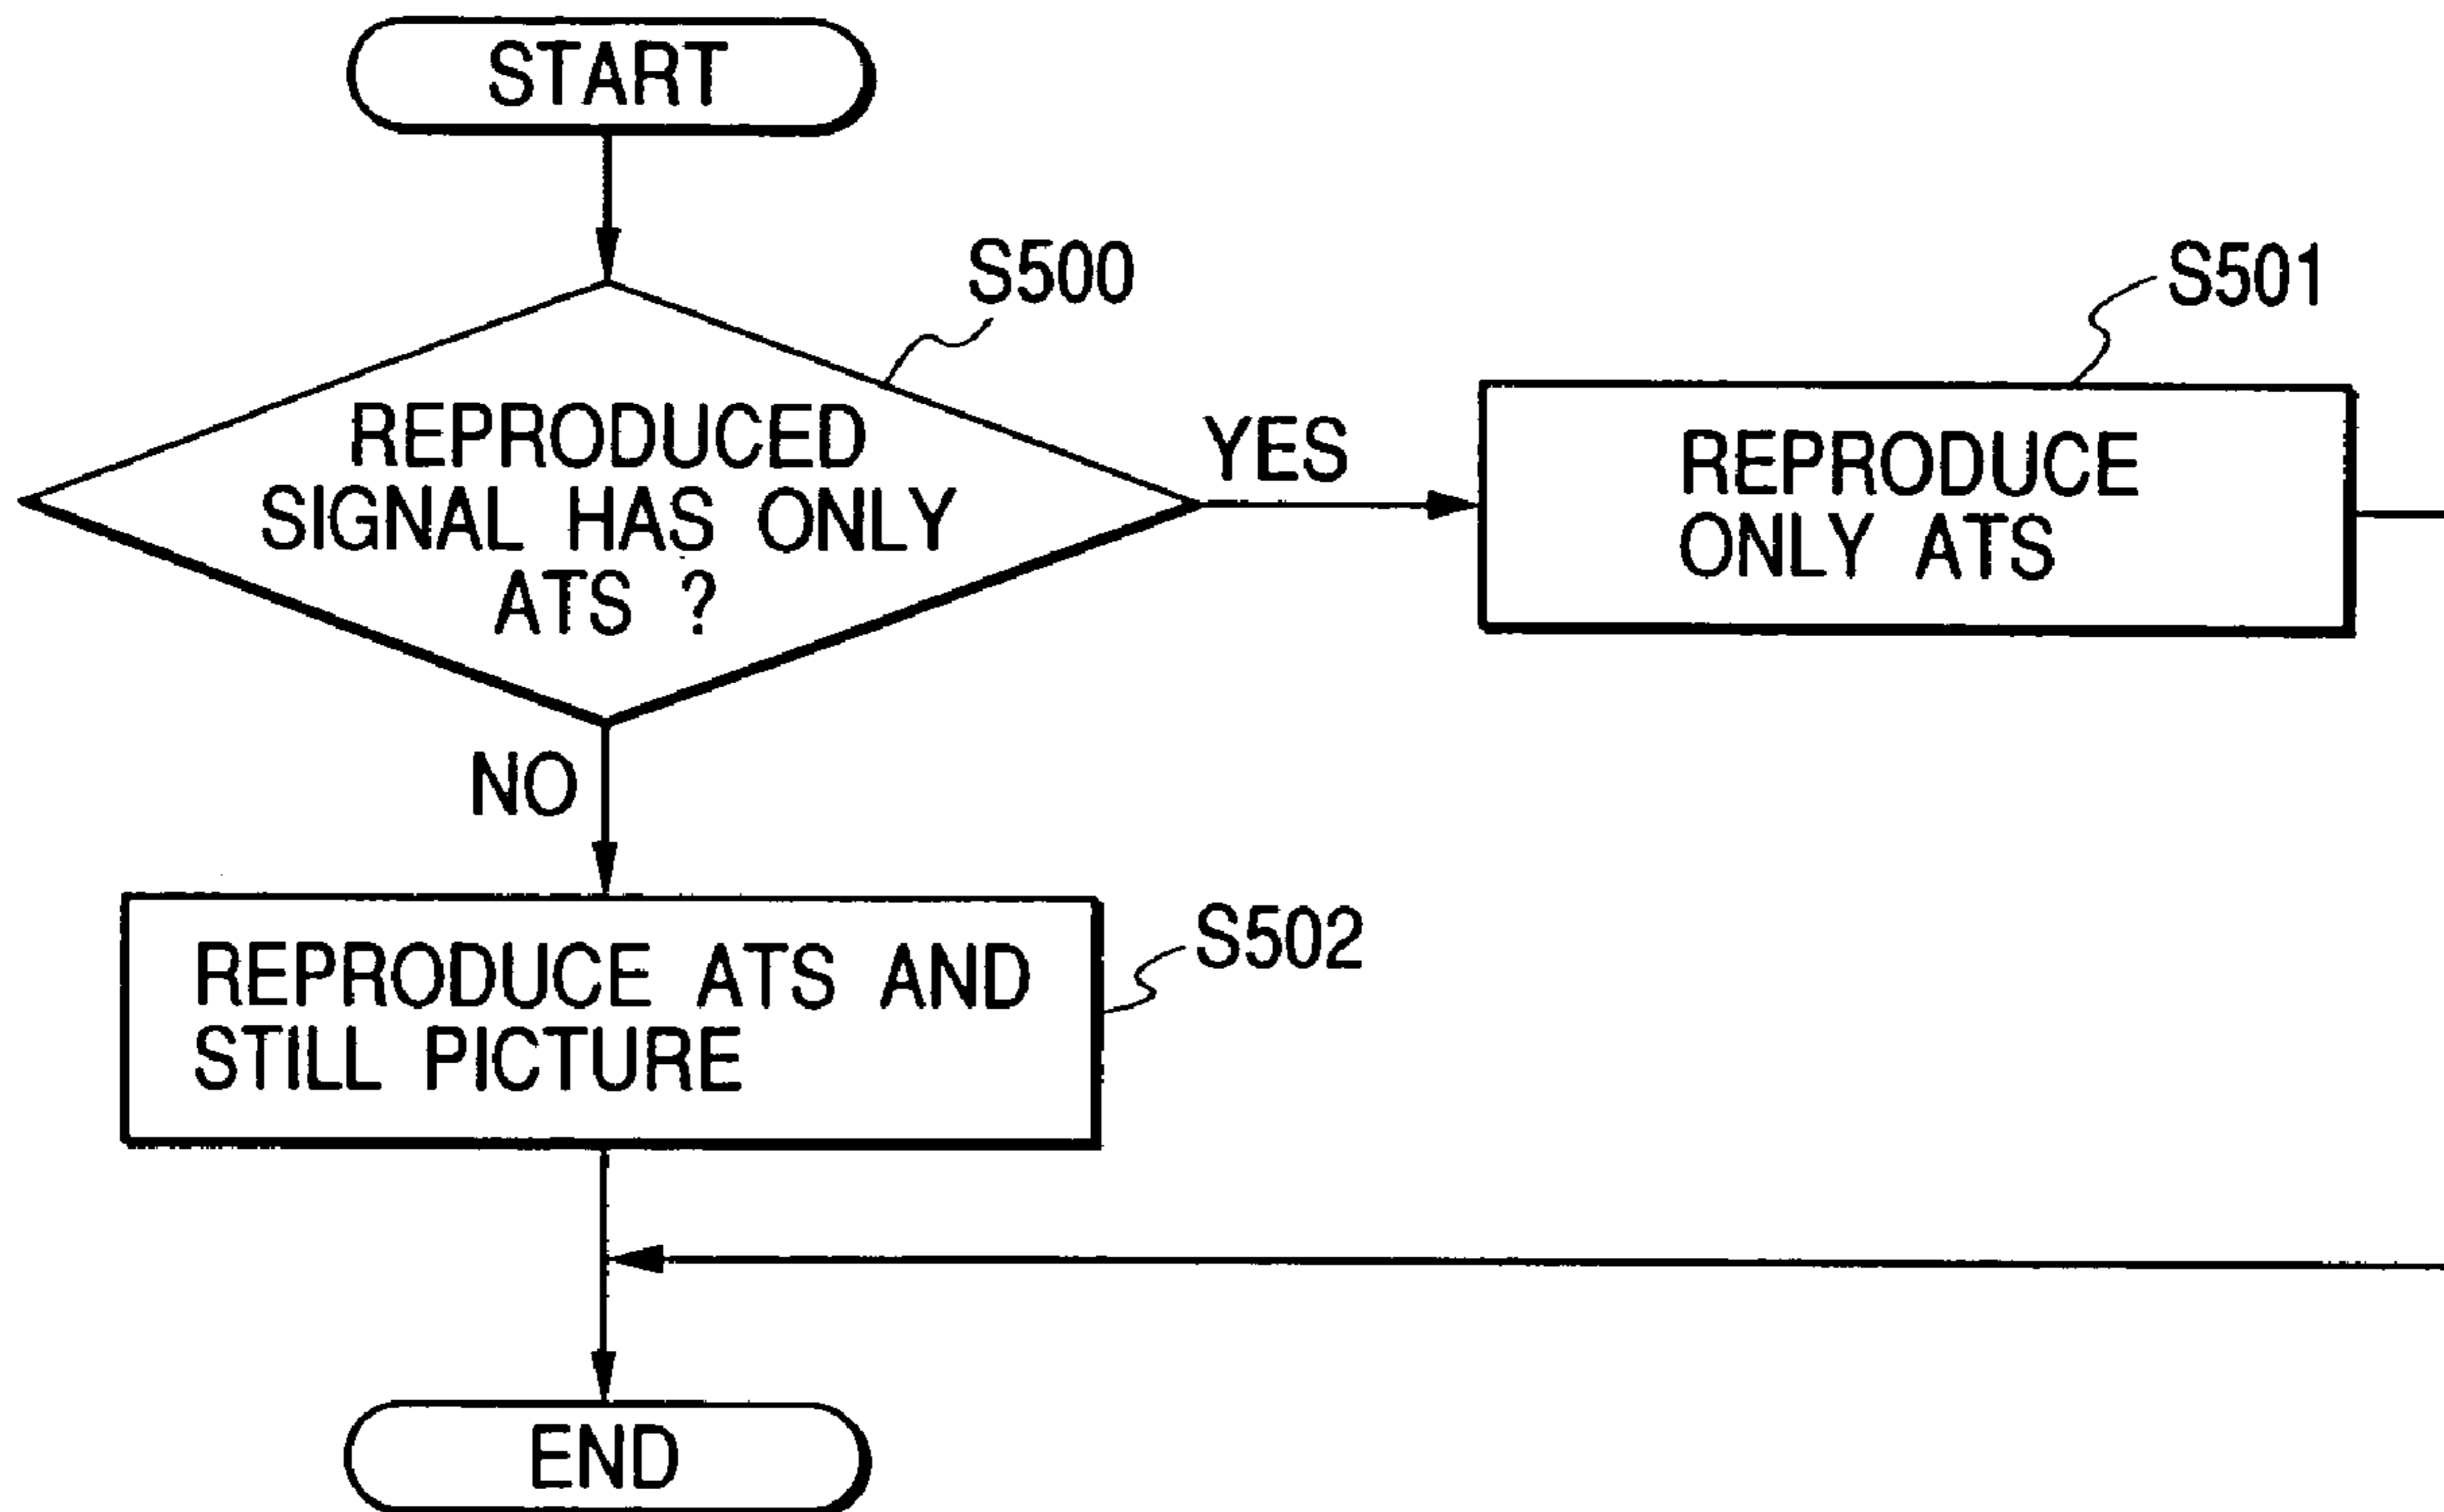 START
S500
S501
REPRODUCED
SIGNAL HAS ONLY
ATS ?
YES
REPRODUCE
ONLY ATS
NO
S502
REPRODUCE ATS AND
STILL PICTURE
END